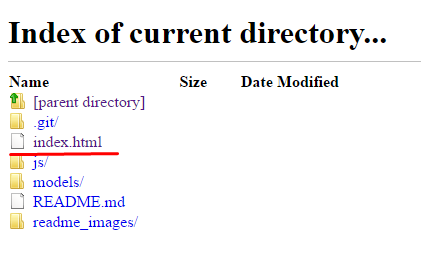 Index of current directory...
Name Size Date Modified
[parent directory]
.git/
index.html
js/
models/
README.md
readme_images/